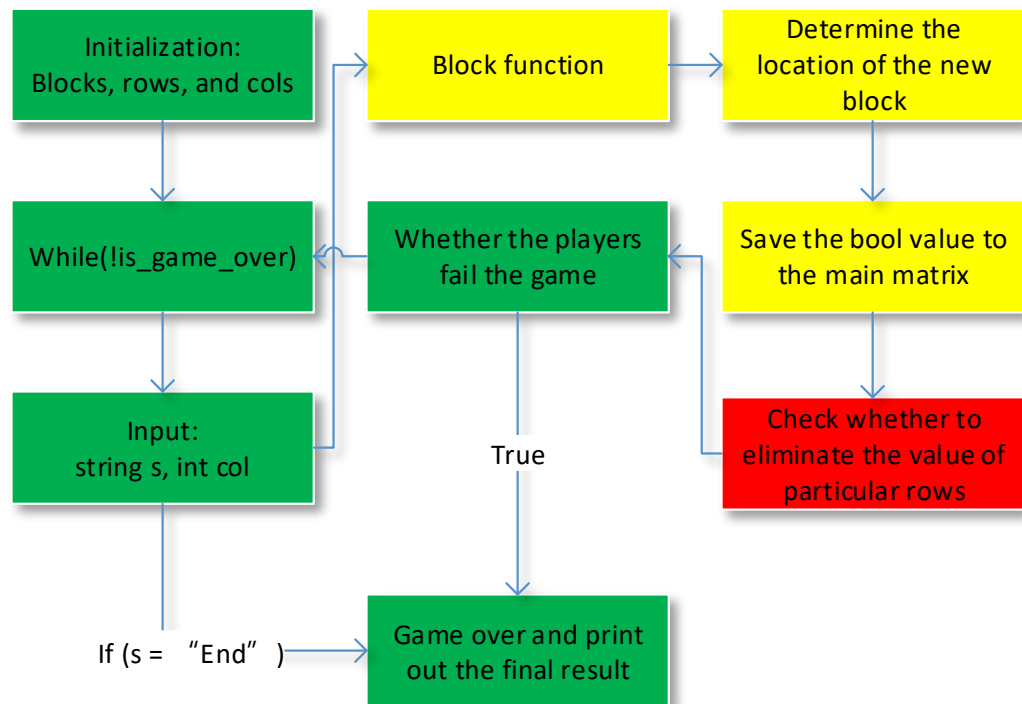 Initialization:
Blocks, rows, and cols
Block function
Determine the
location of the new
block
While(!is_game_over)
Whether the players
fail the game
Save the bool value to
the main matrix
Input:
string s, int col
True
Check whether to
eliminate the value of
particular rows
If (s = “End” )
Game over and print
out the final result